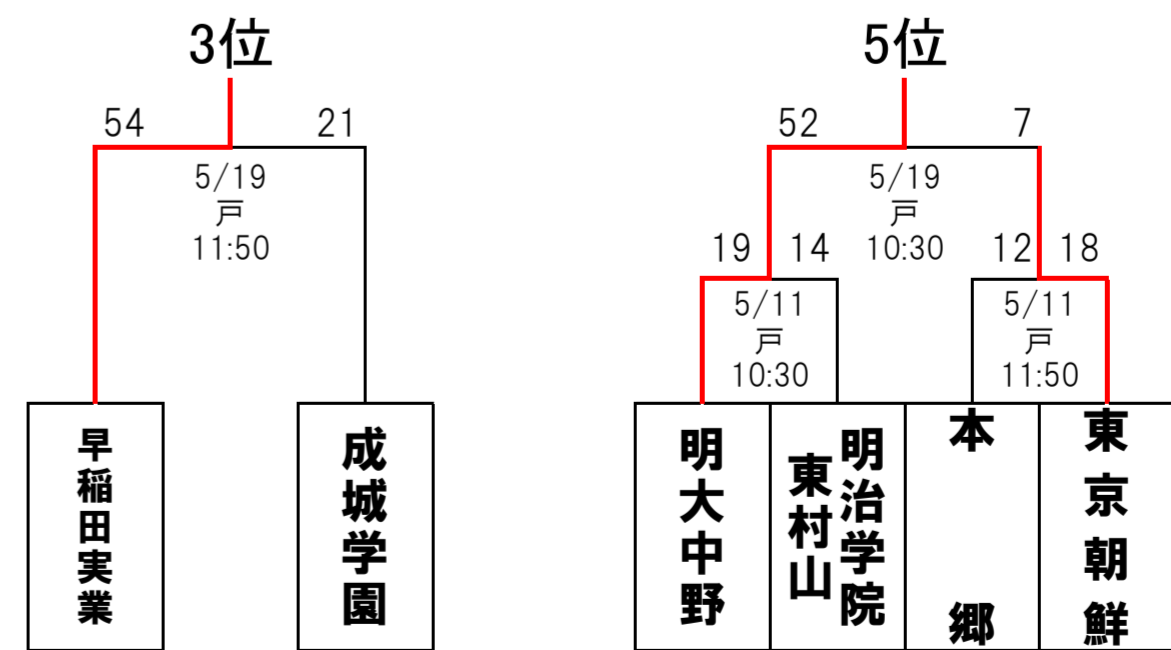 3位
54
21
5/19
戸
11:50
早稲田実業
成城学園
5位
52
7
5/19
戸
10:30
19
14
12
18
5/11
戸
10:30
5/11
戸
11:50
明大中野
明治学院
東村山
本郷
東京朝鮮